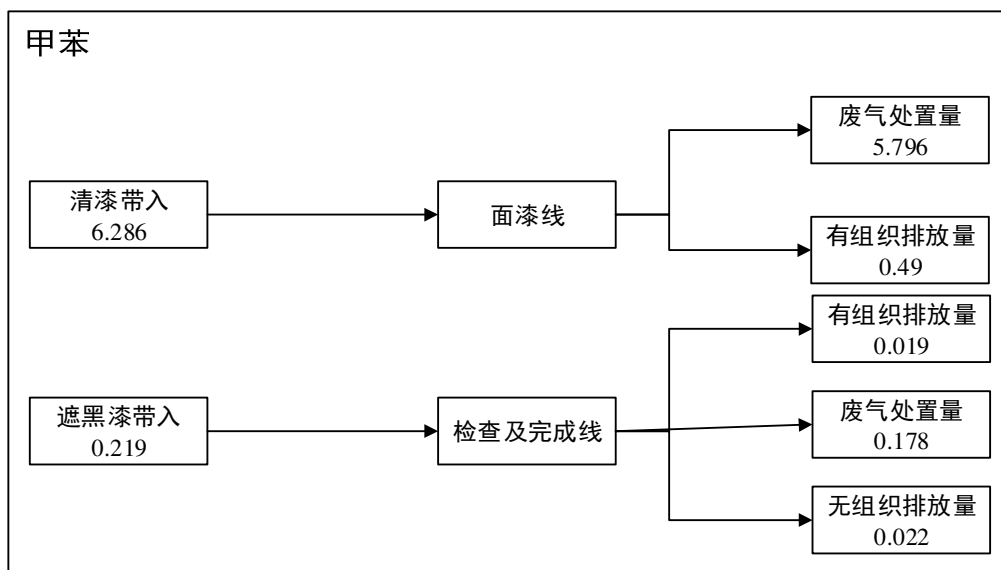 甲苯
废气处置量
5.796
清漆带入
6.286
面漆线
有组织排放量
0.49
有组织排放量
0.019
遮黑漆带入
0.219
检查及完成线
废气处置量
0.178
无组织排放量
0.022